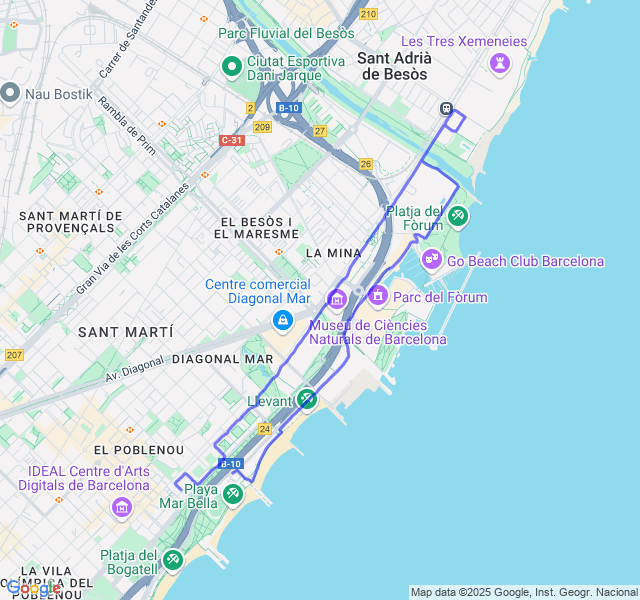 210
Parc Fluvial del Besòs
Carrer de Santander
Les Tres Xemeneies
Sant Adrià
de Besòs
Ciutat Esportiva
Dani Jarque
Nau Bostik
2
B-10
209
27
C-31
26
Rambla de Prim
Gran Via de les Corts Catalanes
SANT MARTÍ DE
PROVENÇALS
EL BESÒS I
EL MARESME
Platja del
Fòrum
LA MINA
Go Beach Club Barcelona
Centre comercial
Diagonal Mar
Parc del Fòrum
Museu de Ciències
Naturals de Barcelona
SANT MARTÍ
207
DIAGONAL MAR
Av. Diagonal
Llevant
24
EL POBLENOU
B-10
IDEAL Centre d'Arts
Digitals de Barcelona
Playa
Mar Bella
Platja del
Bogatell
LA VILA
OLÍMPICA DEL
POBLENOU
Google
Map data ©2025 Google, Inst. Geogr. Nacional